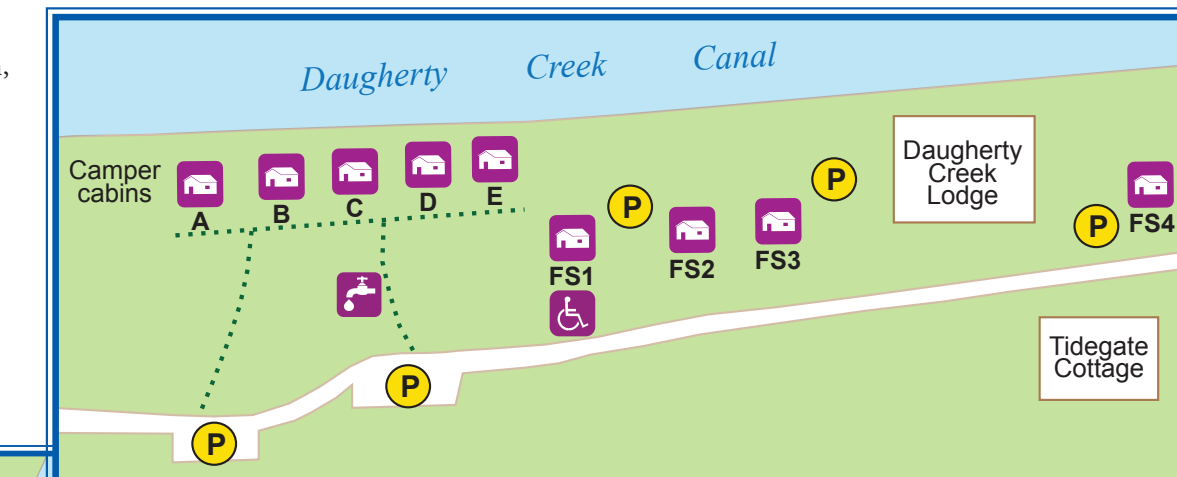 Daugherty Creek Canal
Camper
cabins
A
B
C
D
E
FS1
P
FS2
FS3
P
Daugherty
Creek
Lodge
P
FS4
P
P
Tidegate
Cottage